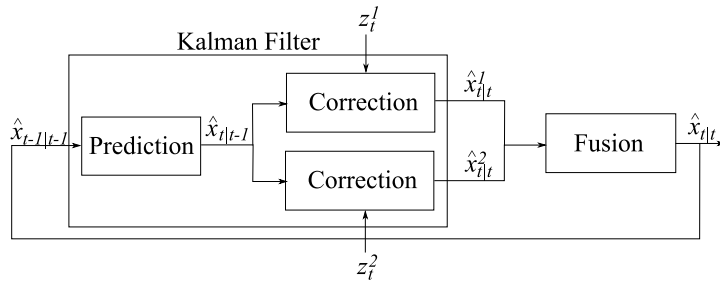 z_t^1
Kalman Filter
x̂_{t-1|t-1}
Prediction
x̂_{t|t-1}
Correction
x̂_{t|t}^1
Correction
x̂_{t|t}^2
Fusion
x̂_{t|t}
z_t^2